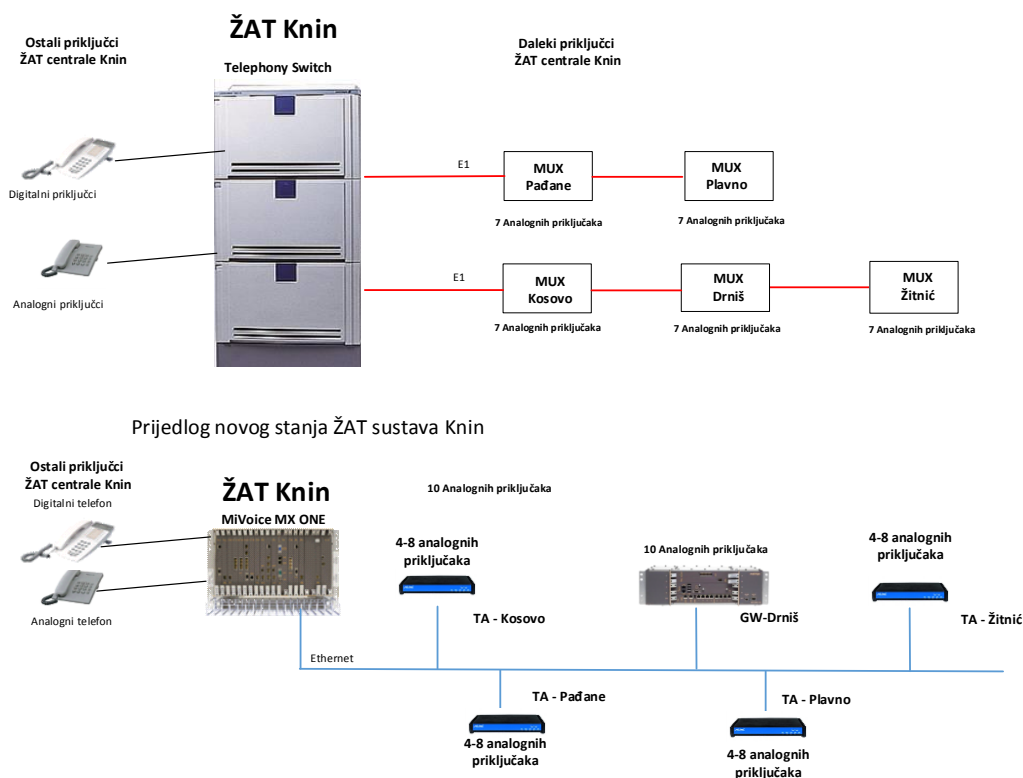 ŽAT Knin
Ostali priključci
ŽAT centrale Knin
Daleki priključci
ŽAT centrale Knin
Telephony Switch
Digitalni priključci
Analogni priključci
E1
MUX
Pađane
MUX
Plavno
7 Analognih priključaka
7 Analognih priključaka
E1
MUX
Kosovo
MUX
Drniš
MUX
Žitnić
7 Analognih priključaka
7 Analognih priključaka
7 Analognih priključaka
Prijedlog novog stanja ŽAT sustava Knin
Ostali priključci
ŽAT centrale Knin
Digitalni telefon
Analogni telefon
ŽAT Knin
MiVoice MX ONE
10 Analognih priključaka
4-8 analognih
priključaka
TA - Kosovo
10 Analognih priključaka
GW-Drniš
4-8 analognih
priključaka
TA - Žitnić
Ethernet
TA - Pađane
4-8 analognih
priključaka
TA - Plavno
4-8 analognih
priključaka